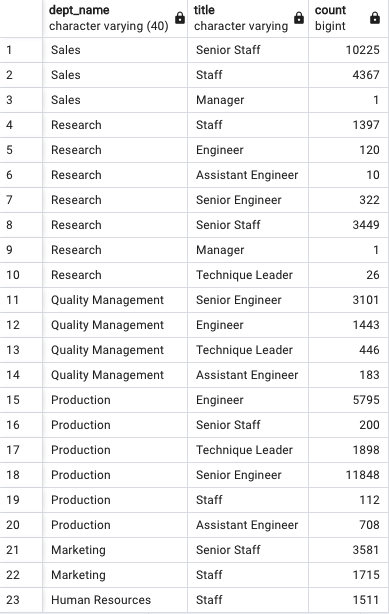 dept_name title count
character varying (40) character varying bigint
1 Sales Senior Staff 10225
2 Sales Staff 4367
3 Sales Manager 1
4 Research Staff 1397
5 Research Engineer 120
6 Research Assistant Engineer 10
7 Research Senior Engineer 322
8 Research Senior Staff 3449
9 Research Manager 1
10 Research Technique Leader 26
11 Quality Management Senior Engineer 3101
12 Quality Management Engineer 1443
13 Quality Management Technique Leader 446
14 Quality Management Assistant Engineer 183
15 Production Engineer 5795
16 Production Senior Staff 200
17 Production Technique Leader 1898
18 Production Senior Engineer 11848
19 Production Staff 112
20 Production Assistant Engineer 708
21 Marketing Senior Staff 3581
22 Marketing Staff 1715
23 Human Resources Staff 1511